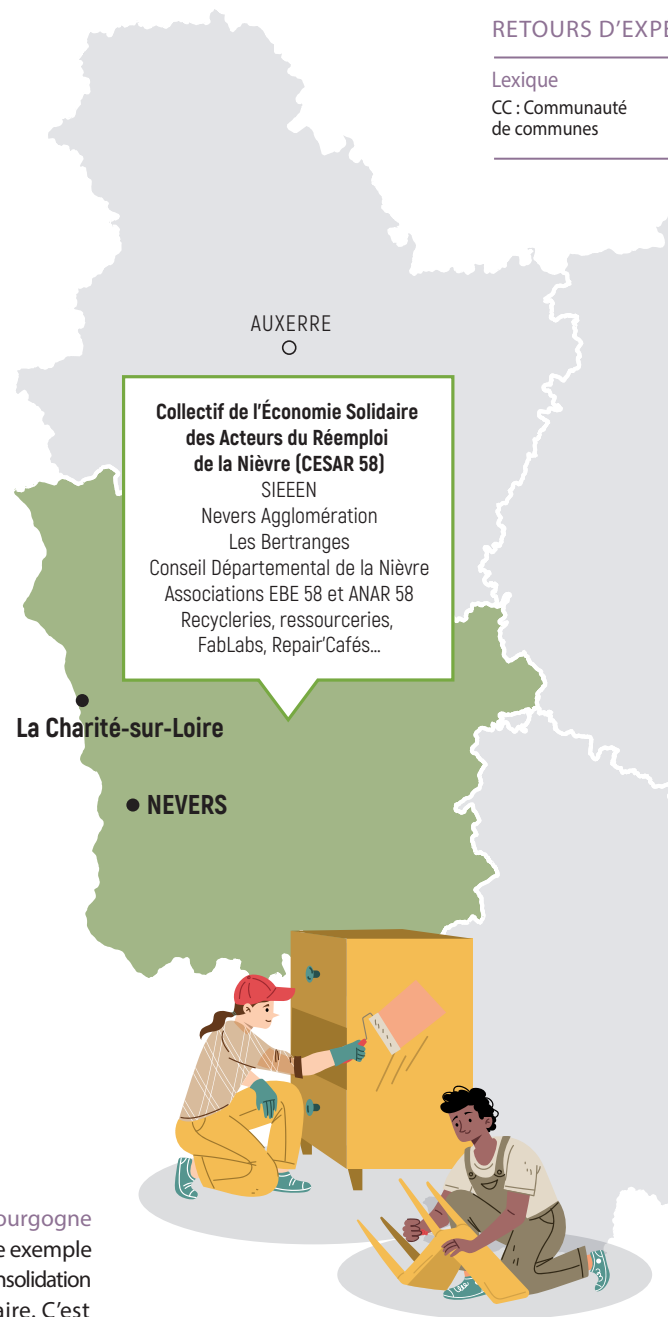 RETOURS D'EXPE
Lexique
CC : Communauté
de communes
AUXERRE
Collectif de l'Économie Solidaire
des Acteurs du Réemploi
de la Nièvre (CESAR 58)
SIEEEN
Nevers Agglomération
Les Bertranges
Conseil Départemental de la Nièvre
Associations EBE 58 et ANAR 58
Recycleries, ressourceries,
FabLabs, Repair'Cafés...
La Charité-sur-Loire
NEVERS
ourgogne
e exemple
nsolidation
aire. C'est